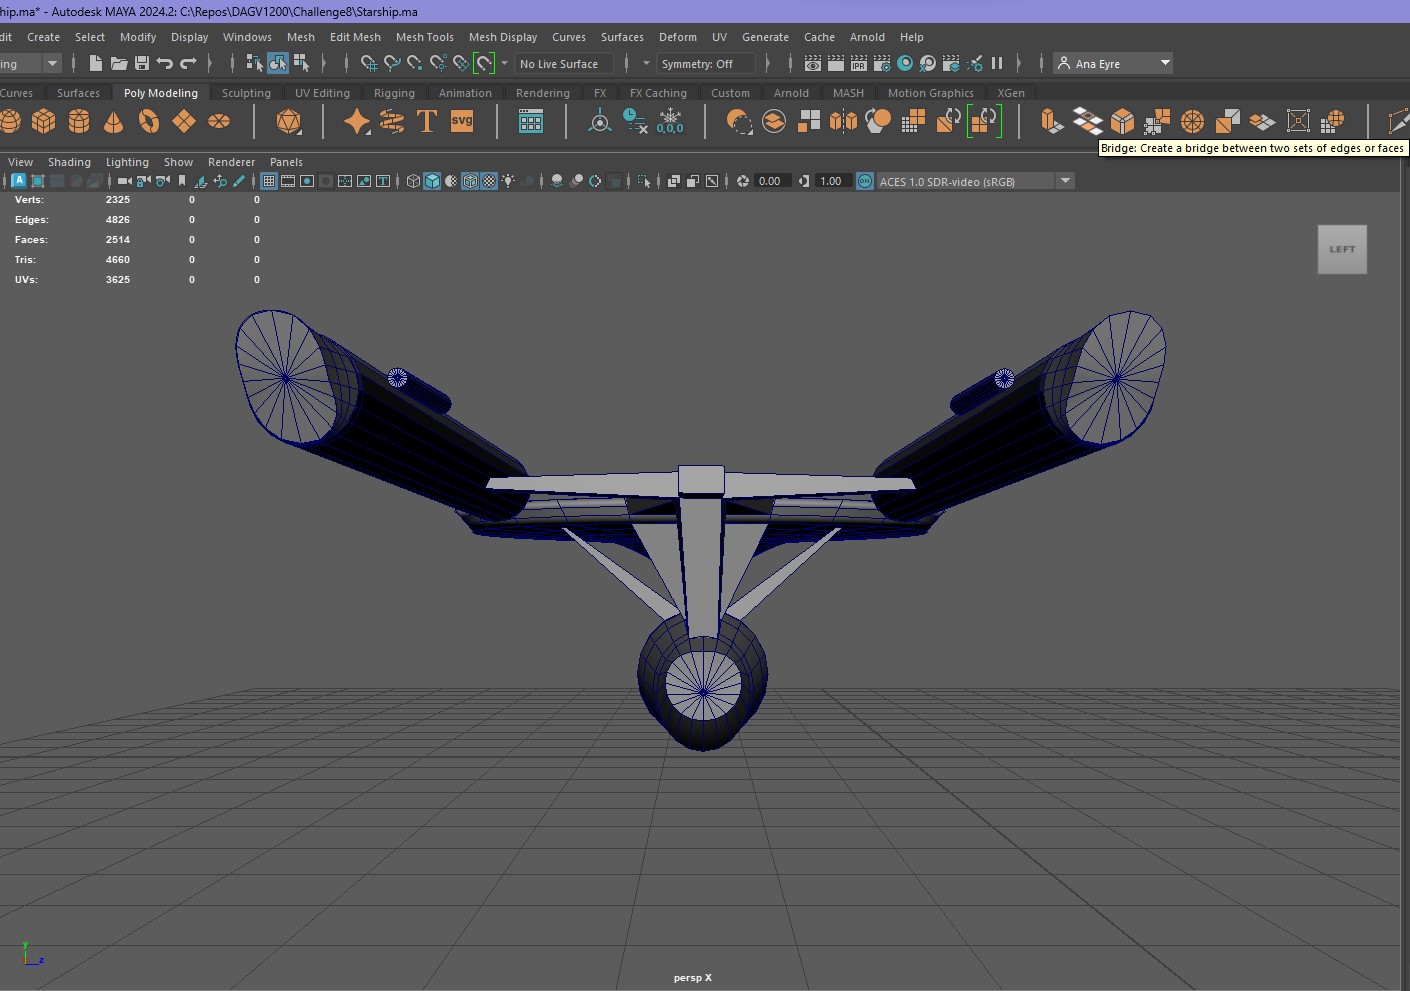 hip.ma* - Autodesk MAYA 2024.2: C:\Repos\DAGV1200\Challenge8\Starship.ma
dit Create Select Modify Display Windows Mesh Edit Mesh Mesh Tools Mesh Display Curves Surfaces Deform UV Generate Cache Arnold Help
ing No Live Surface Symmetry: Off IPR Ana Eyre
Curves Surfaces Poly Modeling Sculpting UV Editing Rigging Animation Rendering FX FX Caching Custom Arnold MASH Motion Graphics XGen
T svg 0,0,0
Bridge: Create a bridge between two sets of edges or faces
View Shading Lighting Show Renderer Panels
A T 0.00 1.00 ON ACES 1.0 SDR-video (sRGB)
Verts: 2325 0 0
Edges: 4826 0 0
Faces: 2514 0 0
Tris: 4660 0 0
UVs: 3625 0 0
LEFT
y
z
persp X